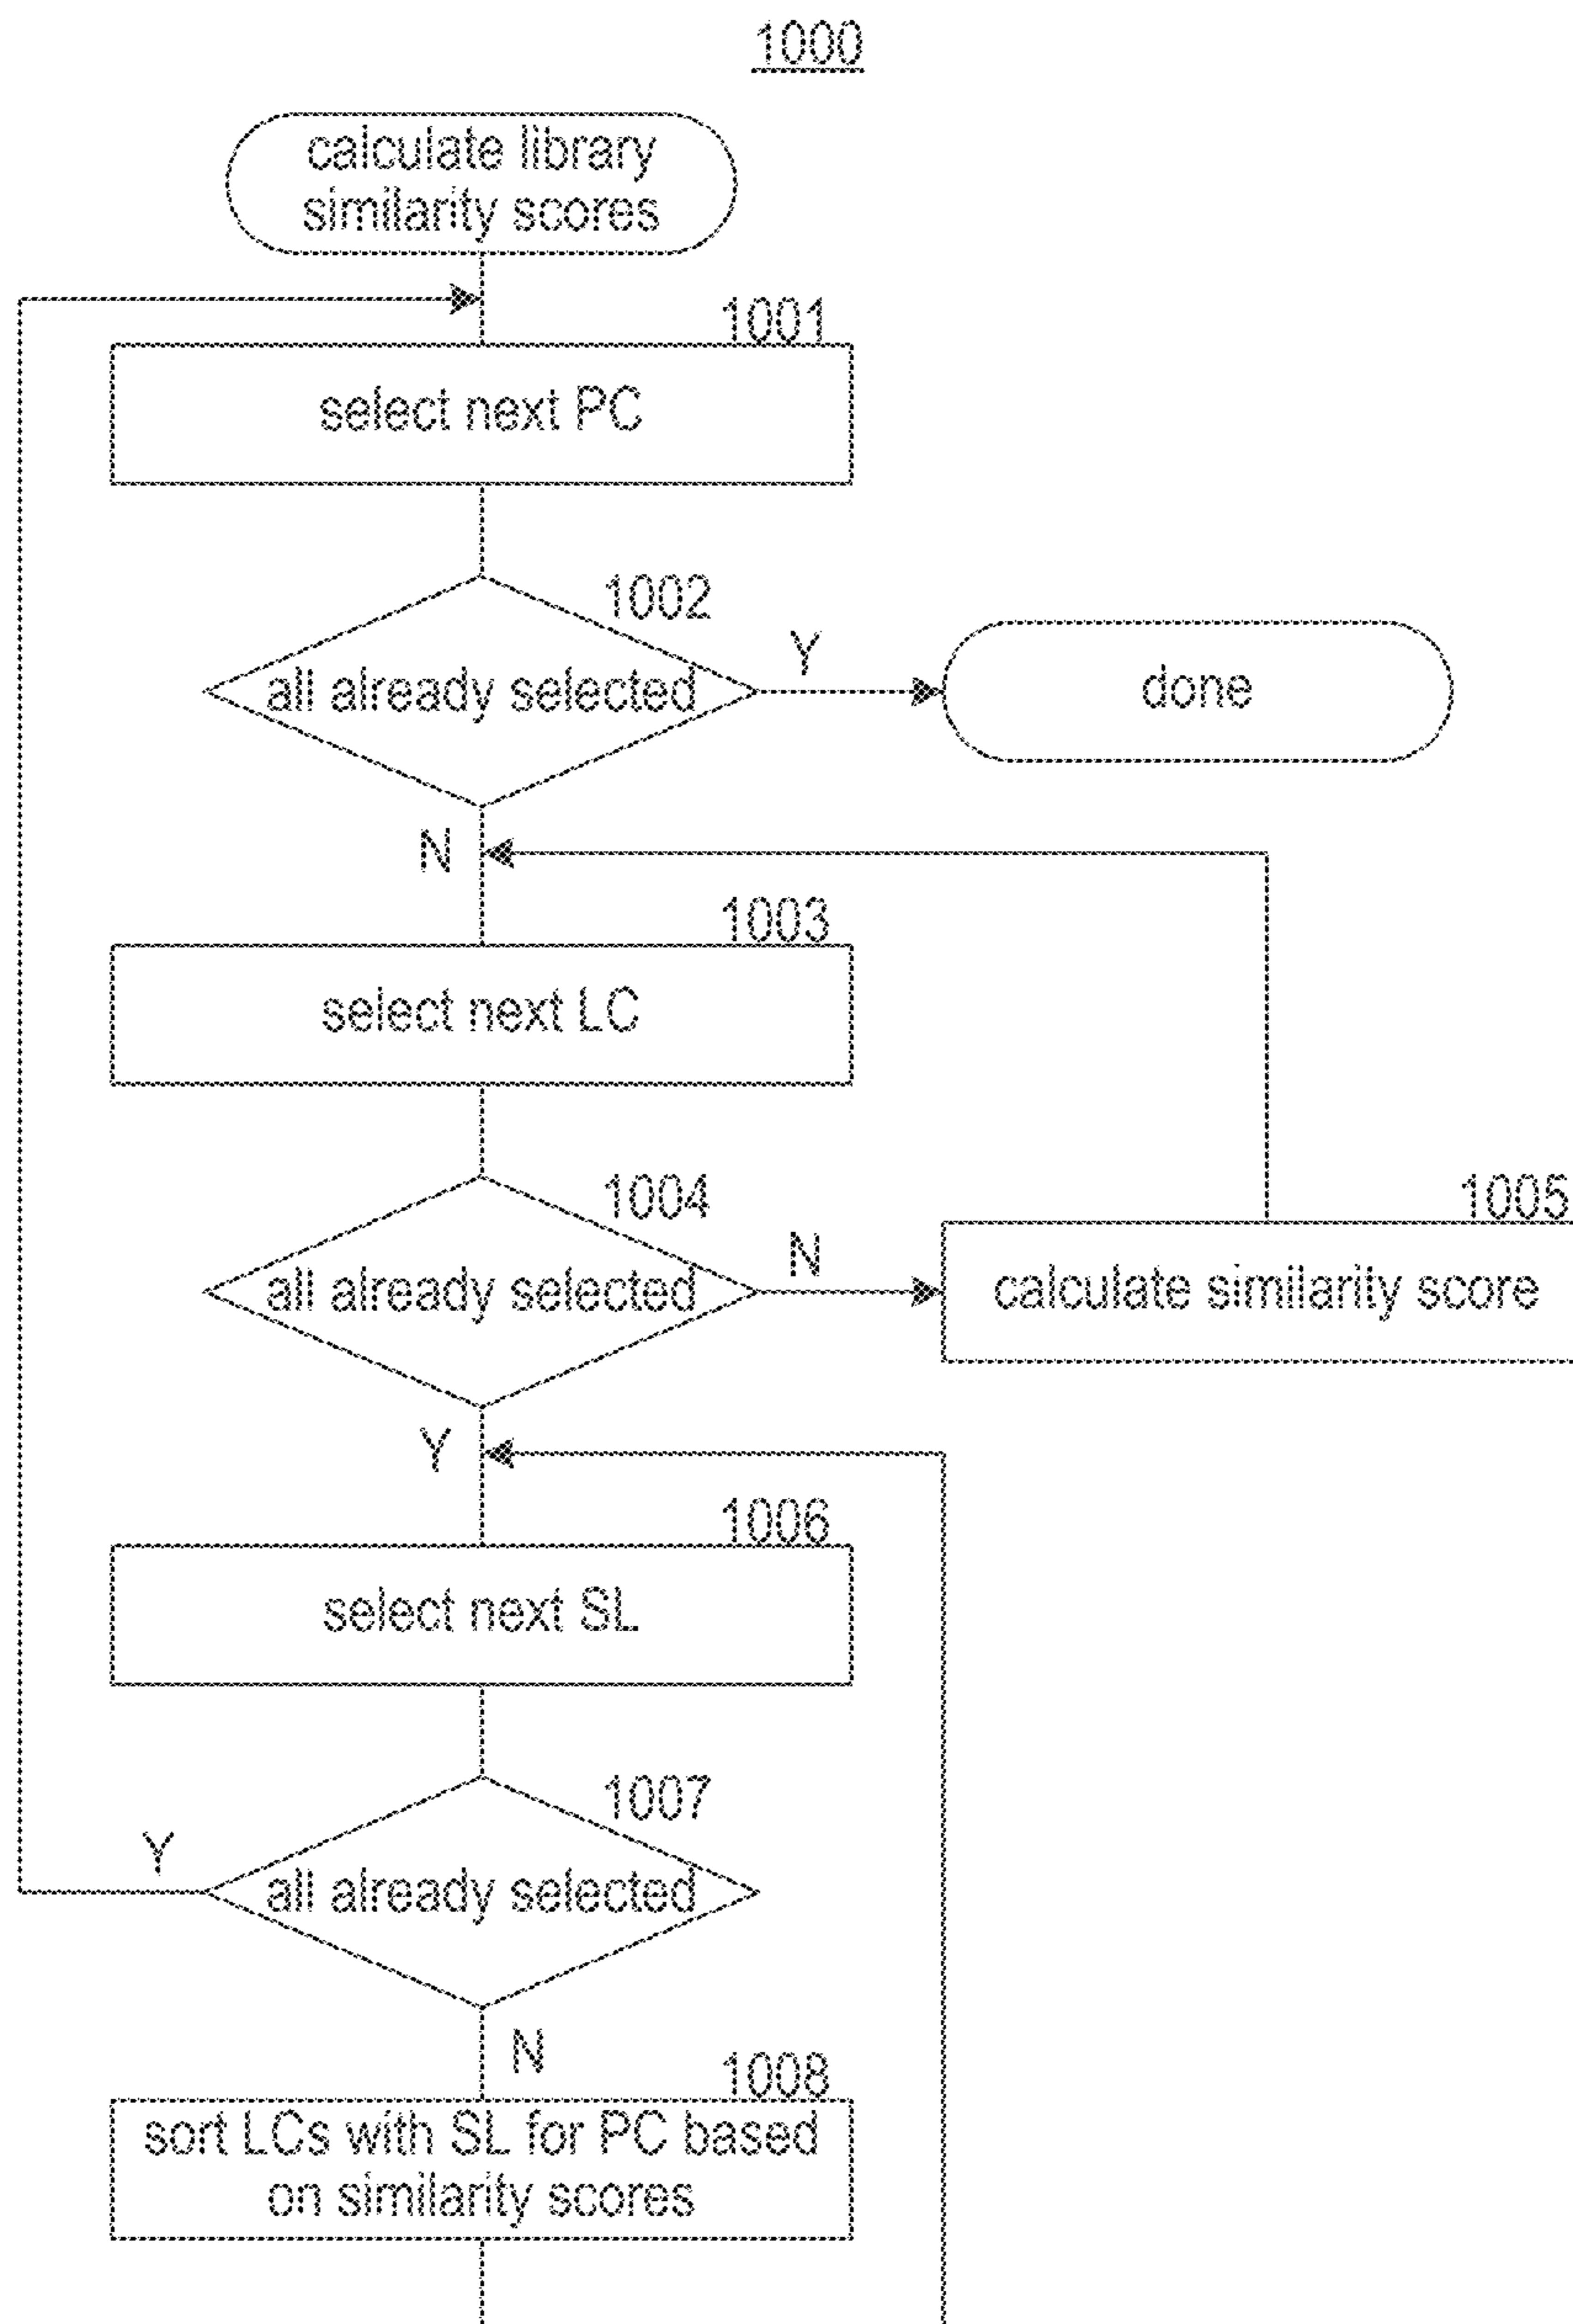 1000
calculate library
similarity scores
1001
select next PC
1002
all already selected
Y
done
N
1003
select next LC
1004
all already selected
N
1005
calculate similarity score
Y
1006
select next SL
1007
all already selected
Y
N
1008
sort LCs with SL for PC based
on similarity scores